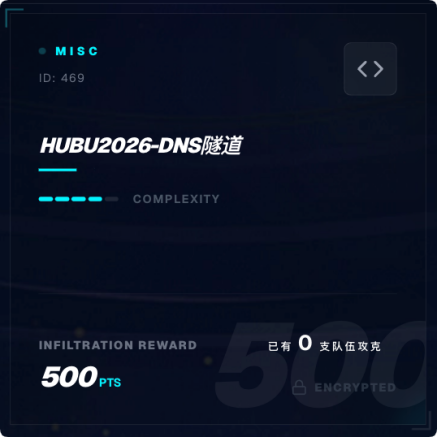 MISC
ID: 469
HUBU2026-DNS隧道
COMPLEXITY
INFILTRATION REWARD
已有 0 支队伍攻克
500 PTS
500
ENCRYPTED